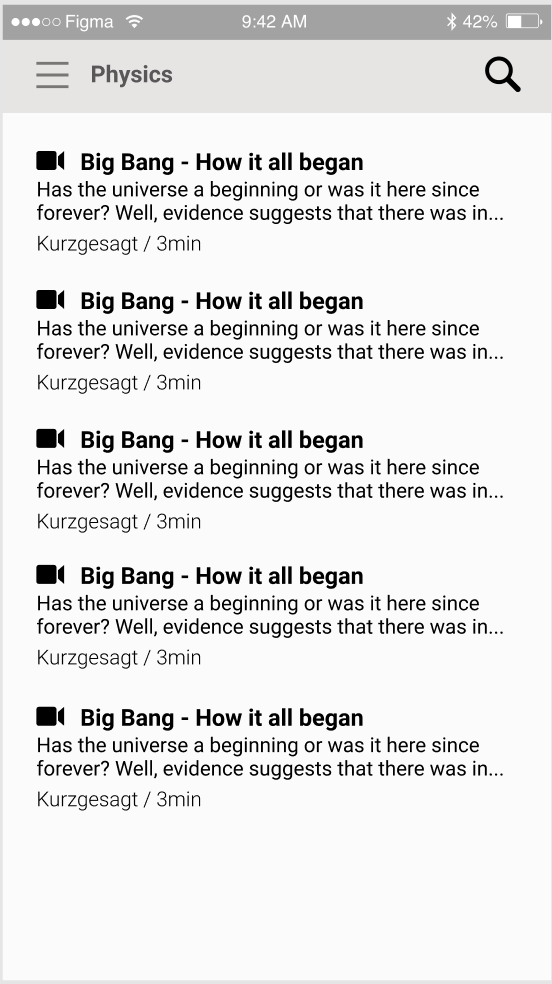 Figma 9:42 AM 42%
Physics
Big Bang - How it all began
Has the universe a beginning or was it here since
forever? Well, evidence suggests that there was in...
Kurzgesagt / 3min
Big Bang - How it all began
Has the universe a beginning or was it here since
forever? Well, evidence suggests that there was in...
Kurzgesagt / 3min
Big Bang - How it all began
Has the universe a beginning or was it here since
forever? Well, evidence suggests that there was in...
Kurzgesagt / 3min
Big Bang - How it all began
Has the universe a beginning or was it here since
forever? Well, evidence suggests that there was in...
Kurzgesagt / 3min
Big Bang - How it all began
Has the universe a beginning or was it here since
forever? Well, evidence suggests that there was in...
Kurzgesagt / 3min